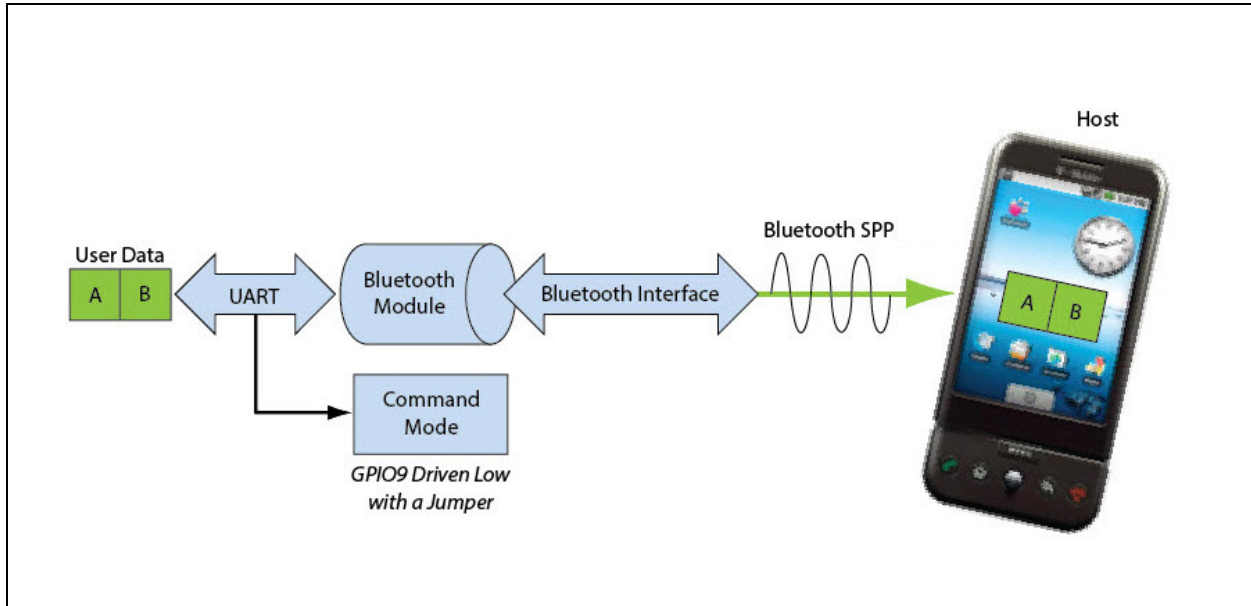 Host
Bluetooth SPP
User Data
A B
UART
Bluetooth
Module
Bluetooth Interface
A B
Command
Mode
GPIO9 Driven Low
with a Jumper